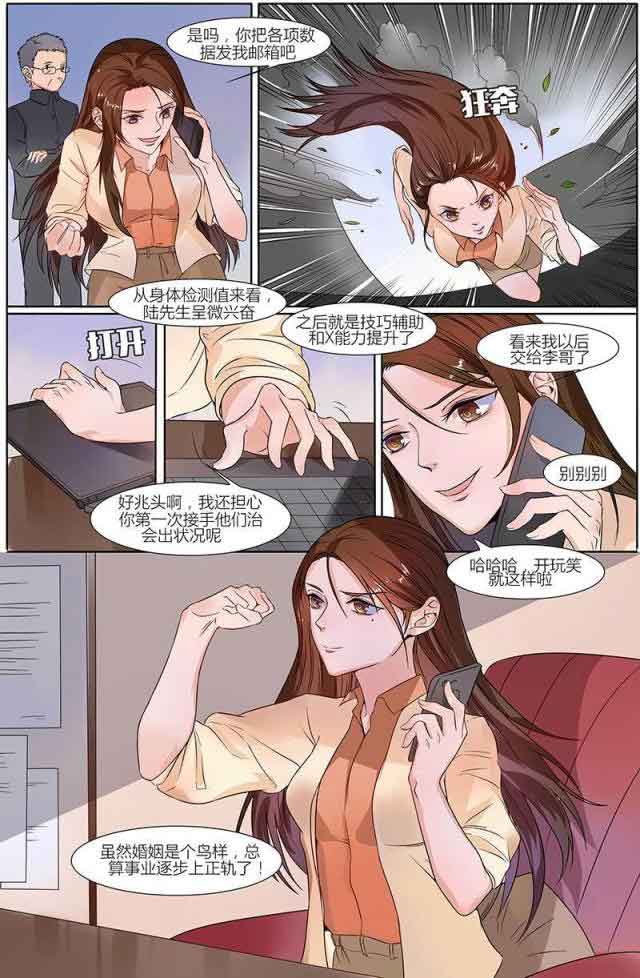 是吗，你把各项数
据发我邮箱吧
狂奔
从身体检测值来看，
陆先生呈微兴奋
打开
之后就是技巧辅助
和X能力提升了
看来我以后
交给李哥了
别别别
好兆头啊，我还担心
你第一次接手他们治
会出状况呢
哈哈哈，开玩笑
就这样啦
虽然婚姻是个鸟样，总
算事业逐步上正轨了！